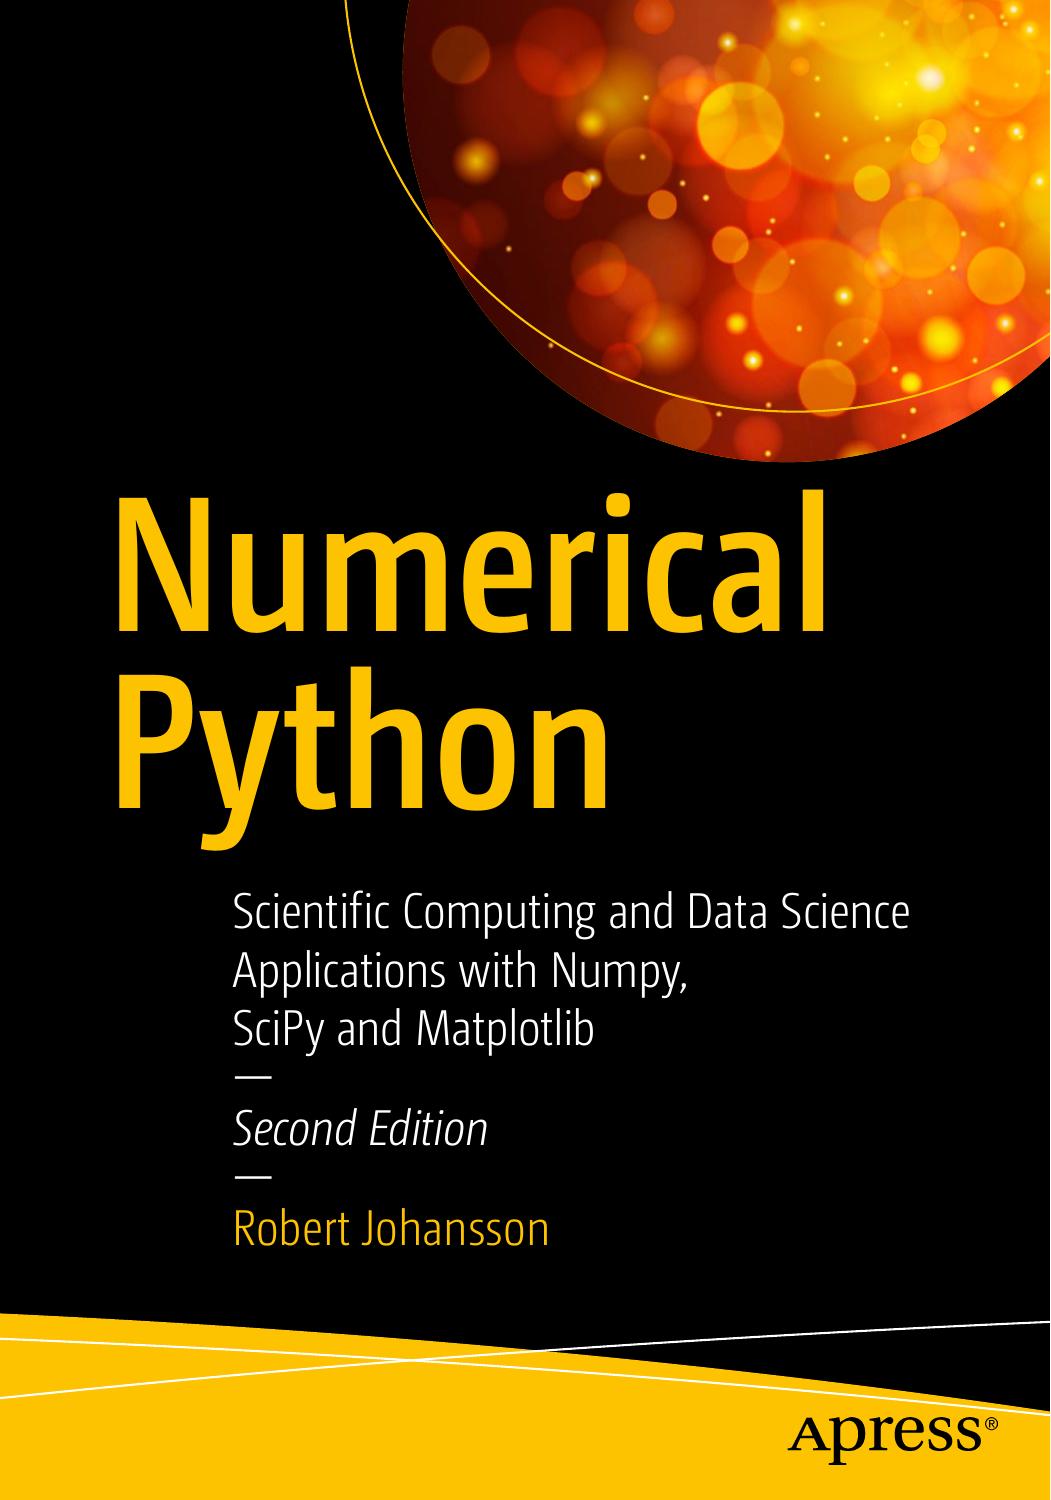 Numerical
Python
Scientific Computing and Data Science
Applications with Numpy,
SciPy and Matplotlib
—
Second Edition
—
Robert Johansson
Apress®